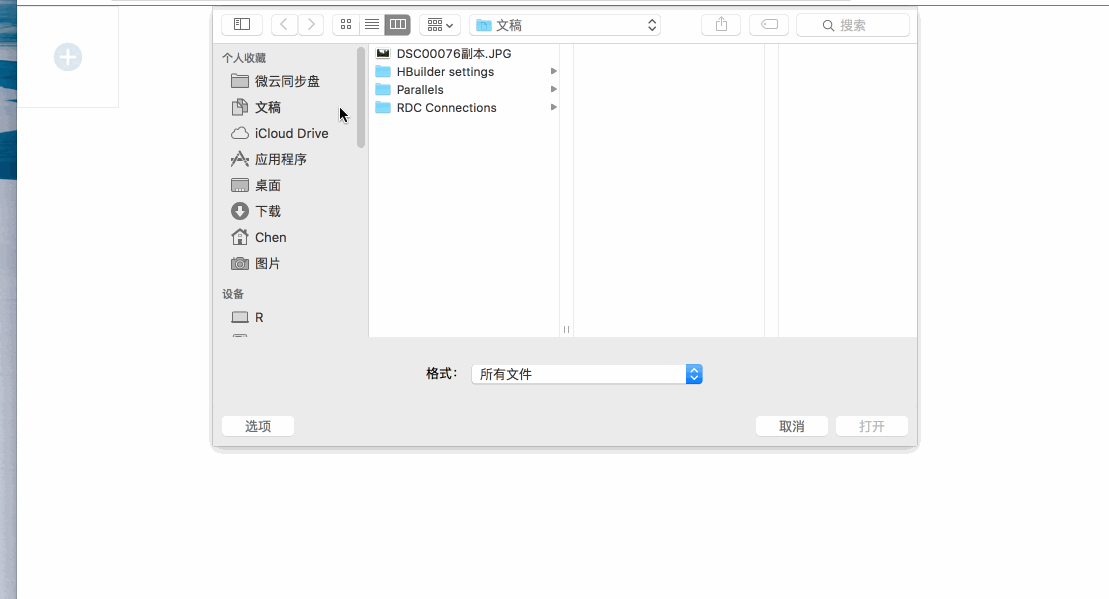 文稿
搜索
个人收藏
微云同步盘
文稿
iCloud Drive
应用程序
桌面
下载
Chen
图片
设备
R
DSC00076副本.JPG
HBuilder settings
Parallels
RDC Connections
格式：
所有文件
选项
取消
打开